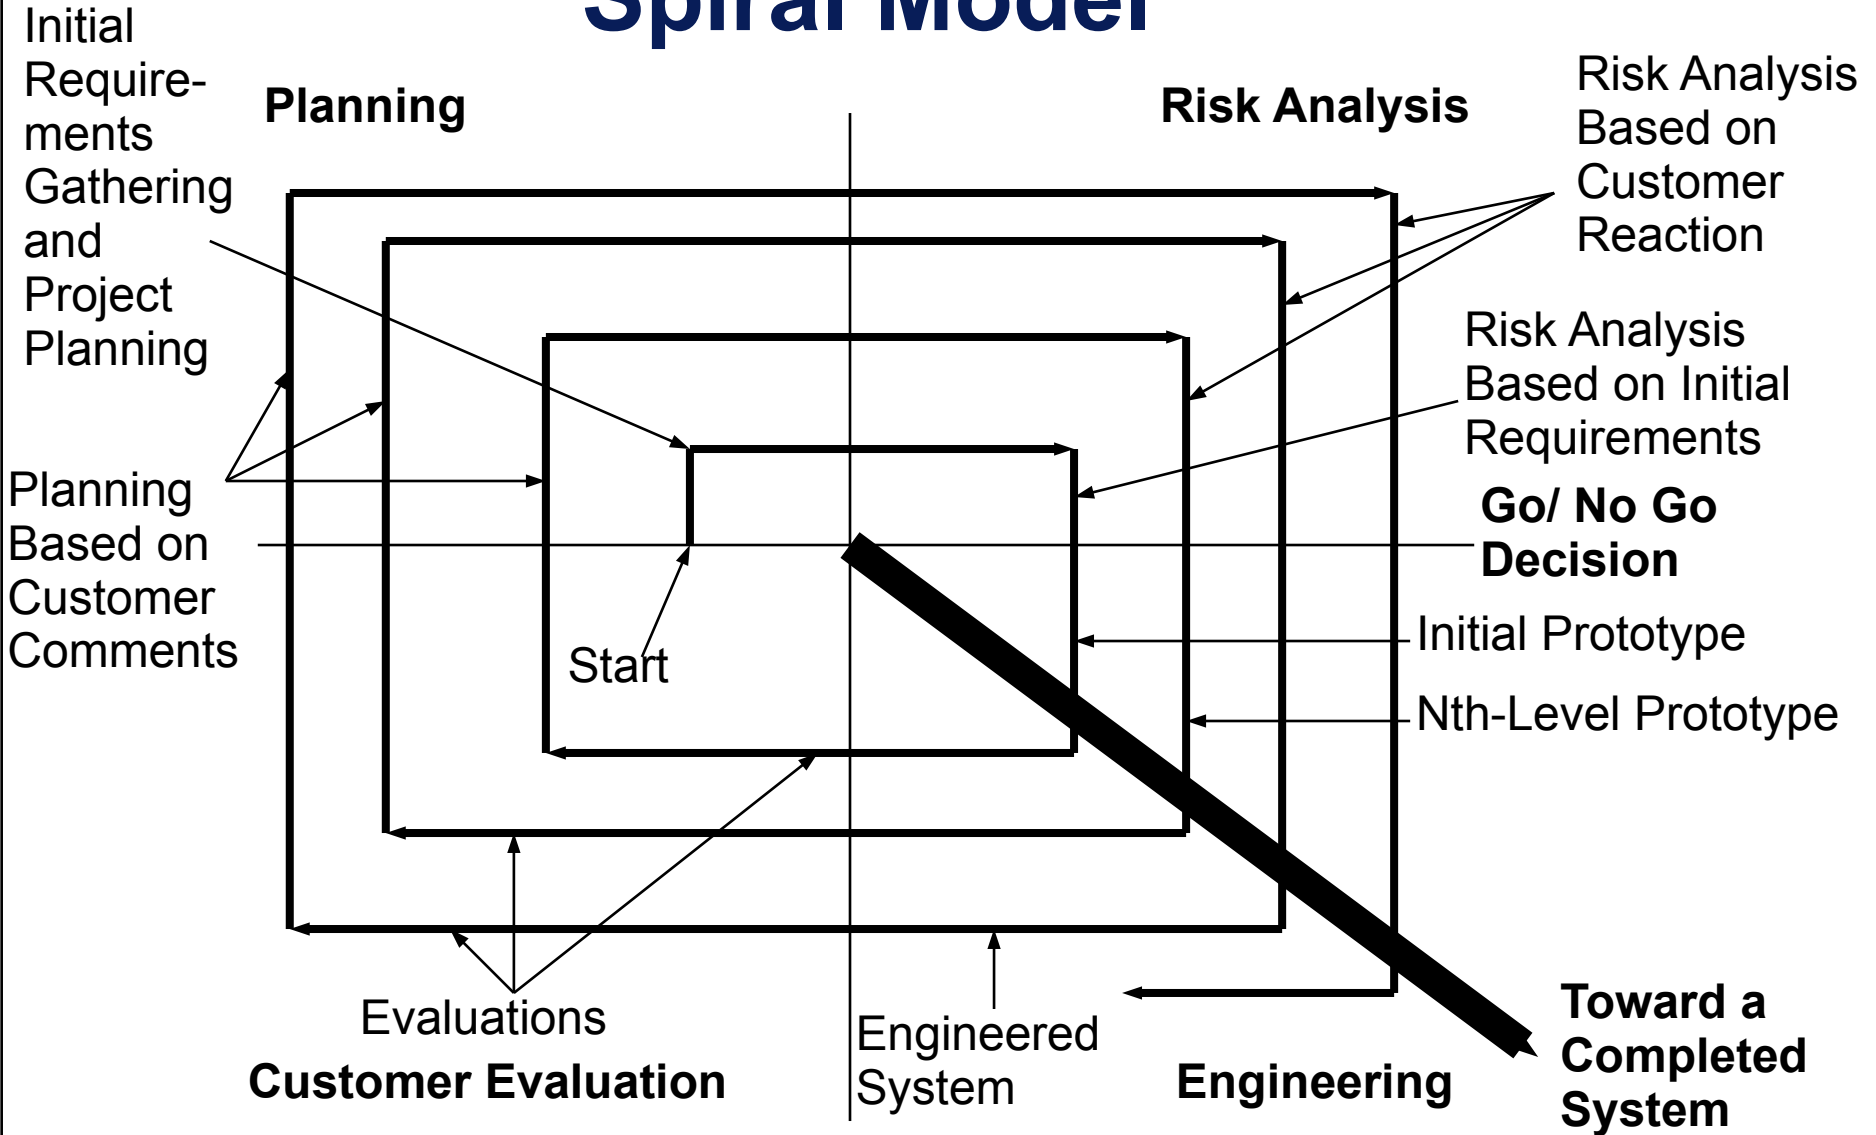 Spiral Model
Initial
Require-
ments
Gathering
and
Project
Planning
Planning
Risk Analysis
Risk Analysis
Based on
Customer
Reaction
Risk Analysis
Based on Initial
Requirements
Go/ No Go
Decision
Planning
Based on
Customer
Comments
Start
Initial Prototype
Nth-Level Prototype
Evaluations
Customer Evaluation
Engineered
System
Engineering
Toward a
Completed
System